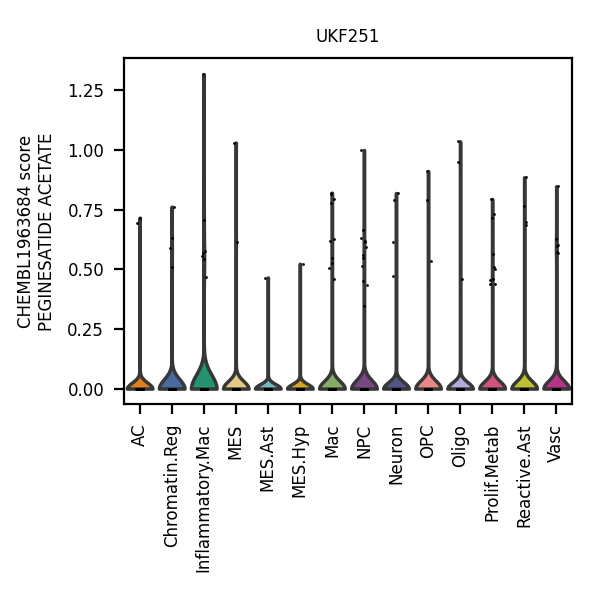 UKF251
CHEMBL1963684 score
PEGINESATIDE ACETATE
1.25
1.00
0.75
0.50
0.25
0.00
AC
Chromatin.Reg
Inflammatory.Mac
MES
MES.Ast
MES.Hyp
Mac
NPC
Neuron
OPC
Oligo
Prolif.Metab
Reactive.Ast
Vasc